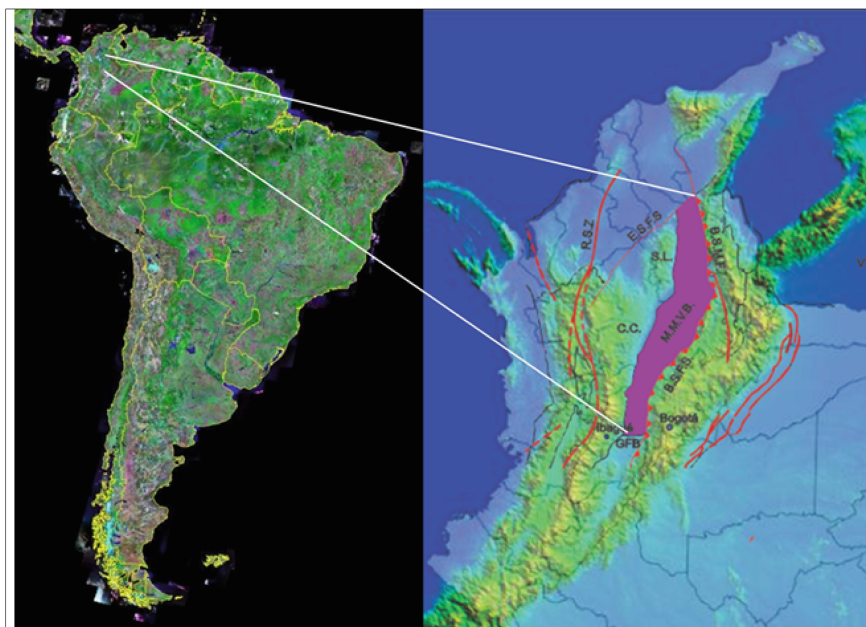 R.S.Z
E.S.F.S.
B.S.M.F.
S.L.
M.M.V.B.
C.C.
B.S.F.S.
Ibagué
Bogotá
GFB
V